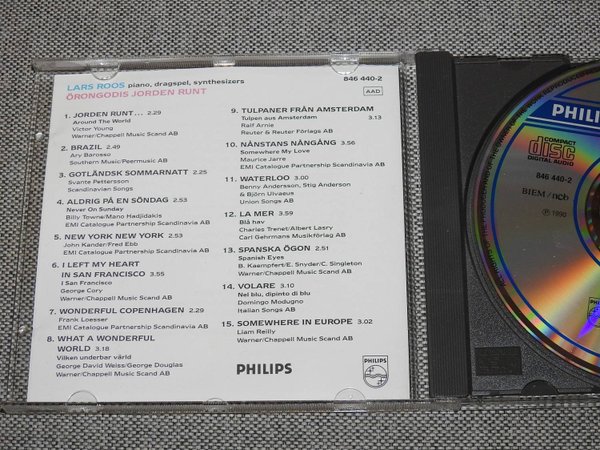 LARS ROOS piano, dragspel, synthesizers
846 440-2
ÖRONGODIS JORDEN RUNT
AAD
1. JORDEN RUNT... 2.29
Around The World
Victor Young
Warner/Chappell Music Scand AB
2. BRAZIL 2.49
Ary Barosso
Southern Music/Peermusic AB
3. GOTLÄNDSK SOMMARNATT 2.25
Svante Pettersson
Scandinavian Songs
4. ALDRIG PÅ EN SÖNDAG 2.53
Never On Sunday
Billy Towne/Mano Hadjidakis
EMI Catalogue Partnership Scandinavia AB
5. NEW YORK NEW YORK 2.53
John Kander/Fred Ebb
EMI Catalogue Partnership Scandinavia AB
6. I LEFT MY HEART
IN SAN FRANCISCO 3.55
I San Francisco
George Cory
Warner/Chappell Music Scand AB
7. WONDERFUL COPENHAGEN 2.29
Frank Loesser
EMI Catalogue Partnership Scandinavia AB
8. WHAT A WONDERFUL
WORLD 3.18
Vilken underbar värld
George David Weiss/George Douglas
Warner/Chappell Music Scand AB
9. TULPANER FRÅN AMSTERDAM
Tulpen aus Amsterdam 3.13
Ralf Arnie
Reuter & Reuter Förlags AB
10. NÅNSTANS NÅNGÅNG 3.56
Somewhere My Love
Maurice Jarre
EMI Catalogue Partnership Scandinavia AB
11. WATERLOO 3.00
Benny Andersson, Stig Anderson
& Björn Ulvaeus
Union Songs AB
12. LA MER 3.59
Blå hav
Charles Trenet/Albert Lasry
Carl Gehrmans Musikförlag AB
13. SPANSKA ÖGON 2.51
Spanish Eyes
B. Kaempfert/E. Snyder/C. Singleton
Warner/Chappell Music Scand AB
14. VOLARE 3.10
Nel blu, dipinto di blu
Domenico Modugno
Italian Songs AB
15. SOMEWHERE IN EUROPE 3.02
Liam Reilly
Warner/Chappell Music Scand AB
PHILIPS
PHILIPS
PHILIPS
COMPACT
disc
DIGITAL AUDIO
846 440-2
BIEM/ncb
℗ 1990